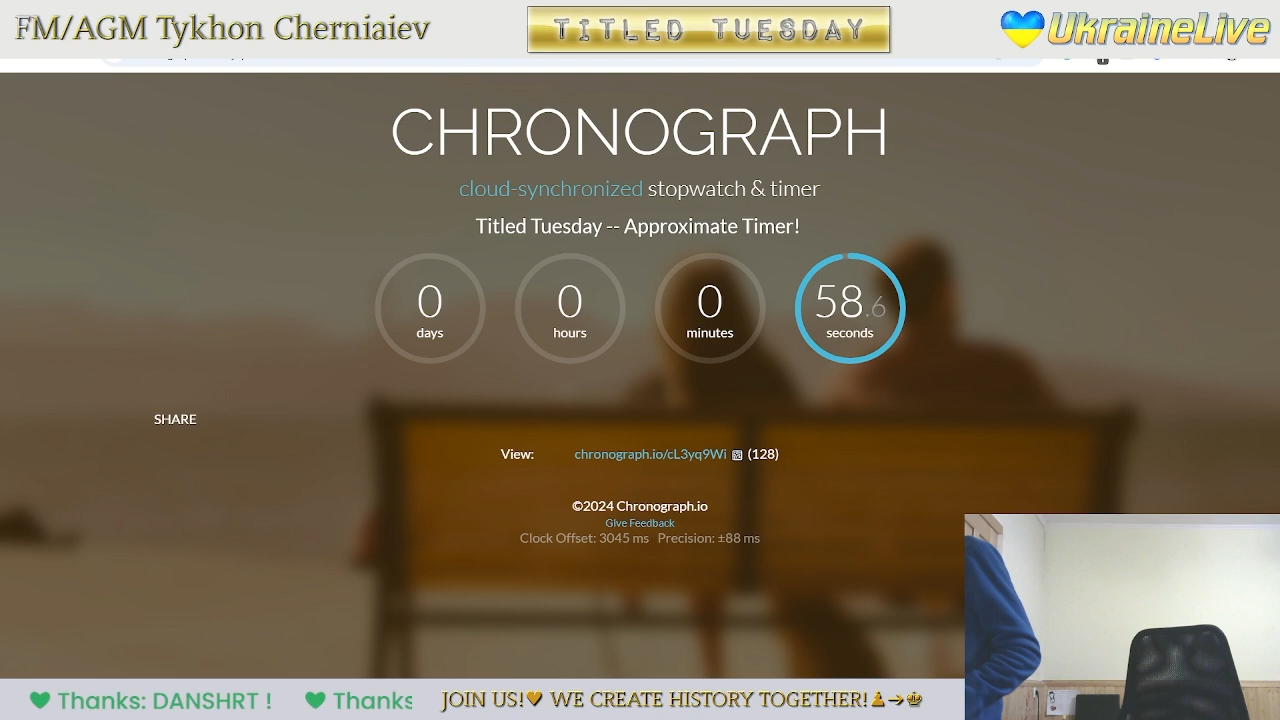 FM/AGM Tykhon Cherniaiev
TITLED TUESDAY
UkraineLive
CHRONOGRAPH
cloud-synchronized stopwatch & timer
Titled Tuesday -- Approximate Timer!
0 0 0 58.6
days hours minutes seconds
SHARE
View: chronograph.io/cL3yq9Wi (128)
©2024 Chronograph.io
Give Feedback
Clock Offset: 3045 ms Precision: ±88 ms
Thanks: DANSHRT ! Thanks
JOIN US!🧡 WE CREATE HISTORY TOGETHER!♟→♚